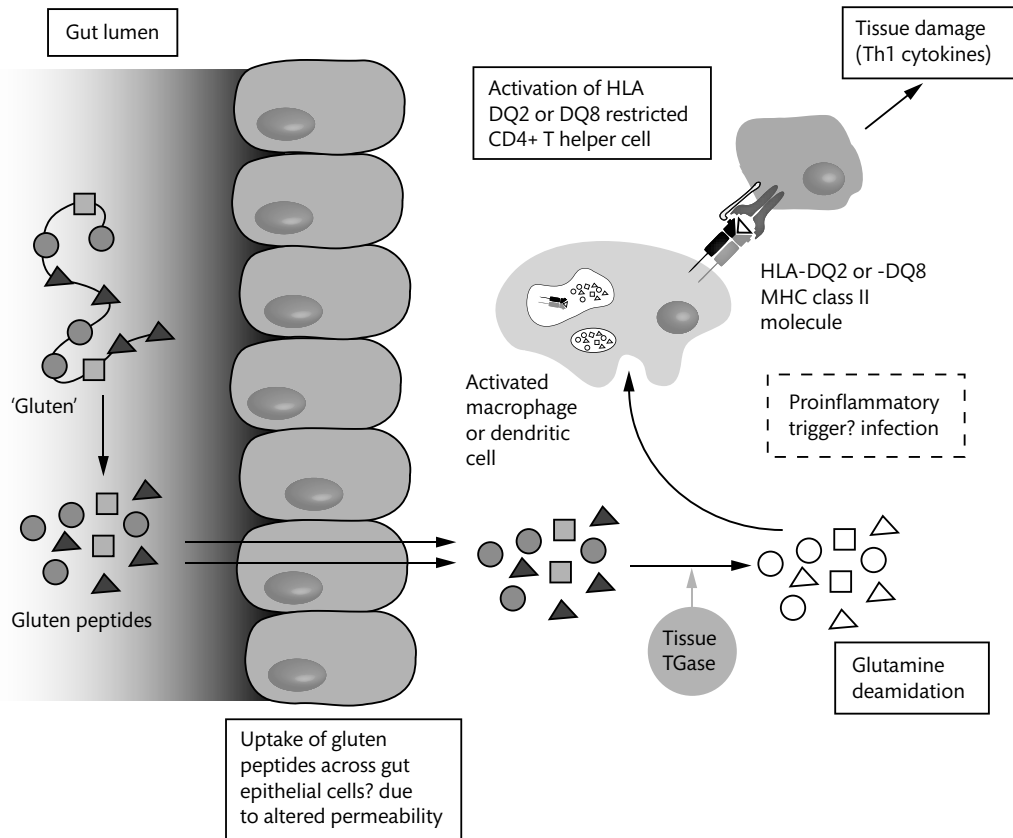 Gut lumen
Tissue damage
(Th1 cytokines)
Activation of HLA
DQ2 or DQ8 restricted
CD4+ T helper cell
HLA-DQ2 or -DQ8
MHC class II
molecule
'Gluten'
Activated
macrophage
or dendritic
cell
Proinflammatory
trigger? infection
Gluten peptides
Tissue
TGase
Glutamine
deamidation
Uptake of gluten
peptides across gut
epithelial cells? due
to altered permeability